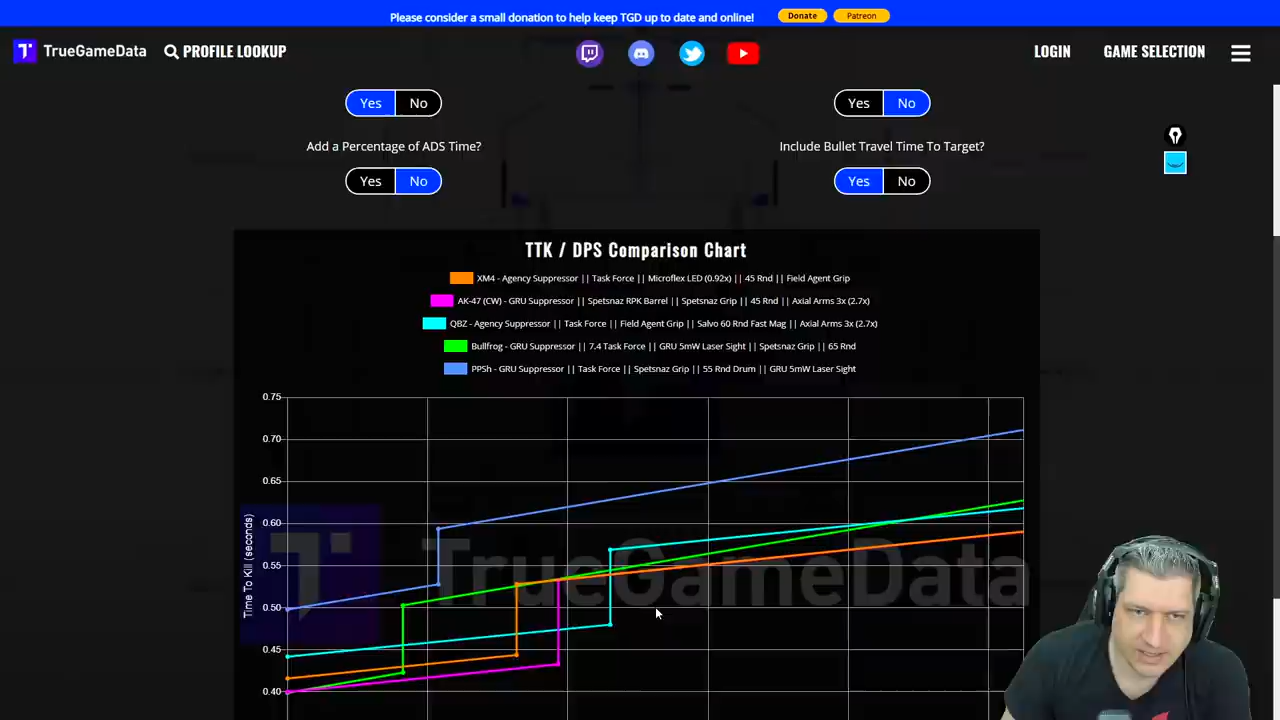 Please consider a small donation to help keep TGD up to date and online!
Donate
Patreon
TrueGameData
PROFILE LOOKUP
LOGIN
GAME SELECTION
Yes No
Yes No
Add a Percentage of ADS Time?
Include Bullet Travel Time To Target?
Yes No
Yes No
TTK / DPS Comparison Chart
XM4 - Agency Suppressor || Task Force || Microflex LED (0.92x) || 45 Rnd || Field Agent Grip
AK-47 (CW) - GRU Suppressor || Spetsnaz RPK Barrel || Spetsnaz Grip || 45 Rnd || Axial Arms 3x (2.7x)
QBZ - Agency Suppressor || Task Force || Field Agent Grip || Salvo 60 Rnd Fast Mag || Axial Arms 3x (2.7x)
Bullfrog - GRU Suppressor || 7.4 Task Force || GRU 5mW Laser Sight || Spetsnaz Grip || 65 Rnd
PPSh - GRU Suppressor || Task Force || Spetsnaz Grip || 55 Rnd Drum || GRU 5mW Laser Sight
0.75
0.70
0.65
0.60
0.55
0.50
0.45
0.40
Time To Kill (seconds)
TrueGameData